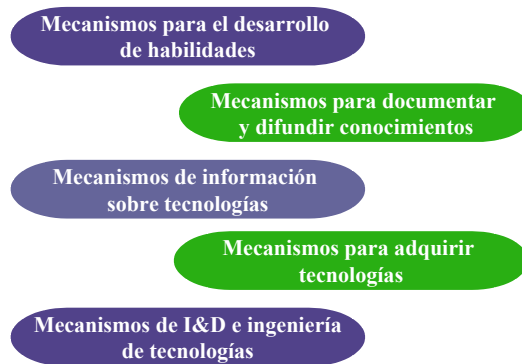 Mecanismos para el desarrollo
de habilidades
Mecanismos para documentar
y difundir conocimientos
Mecanismos de información
sobre tecnologías
Mecanismos para adquirir
tecnologías
Mecanismos de I&D e ingeniería
de tecnologías